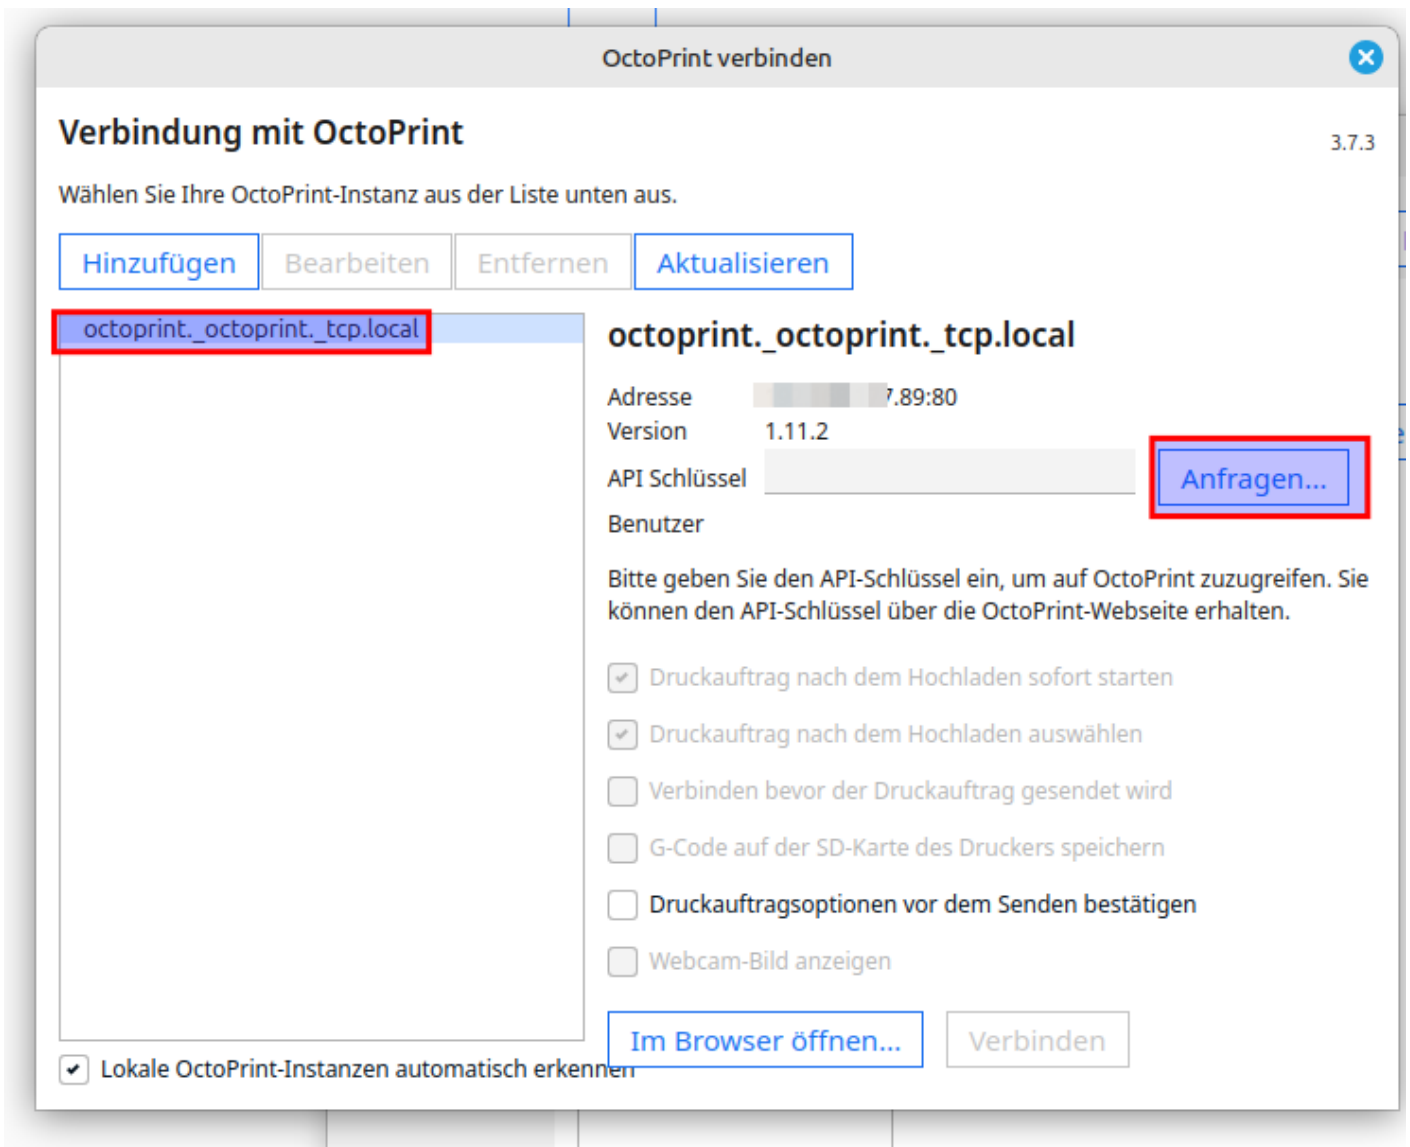 OctoPrint verbinden
Verbindung mit OctoPrint
3.7.3
Wählen Sie Ihre OctoPrint-Instanz aus der Liste unten aus.
Hinzufügen Bearbeiten Entfernen Aktualisieren
octoprint._octoprint._tcp.local
octoprint._octoprint._tcp.local
Adresse .89:80
Version 1.11.2
API Schlüssel Anfragen...
Benutzer
Bitte geben Sie den API-Schlüssel ein, um auf OctoPrint zuzugreifen. Sie
können den API-Schlüssel über die OctoPrint-Webseite erhalten.
Druckauftrag nach dem Hochladen sofort starten
Druckauftrag nach dem Hochladen auswählen
Verbinden bevor der Druckauftrag gesendet wird
G-Code auf der SD-Karte des Druckers speichern
Druckauftragsoptionen vor dem Senden bestätigen
Webcam-Bild anzeigen
Im Browser öffnen... Verbinden
Lokale OctoPrint-Instanzen automatisch erkennen